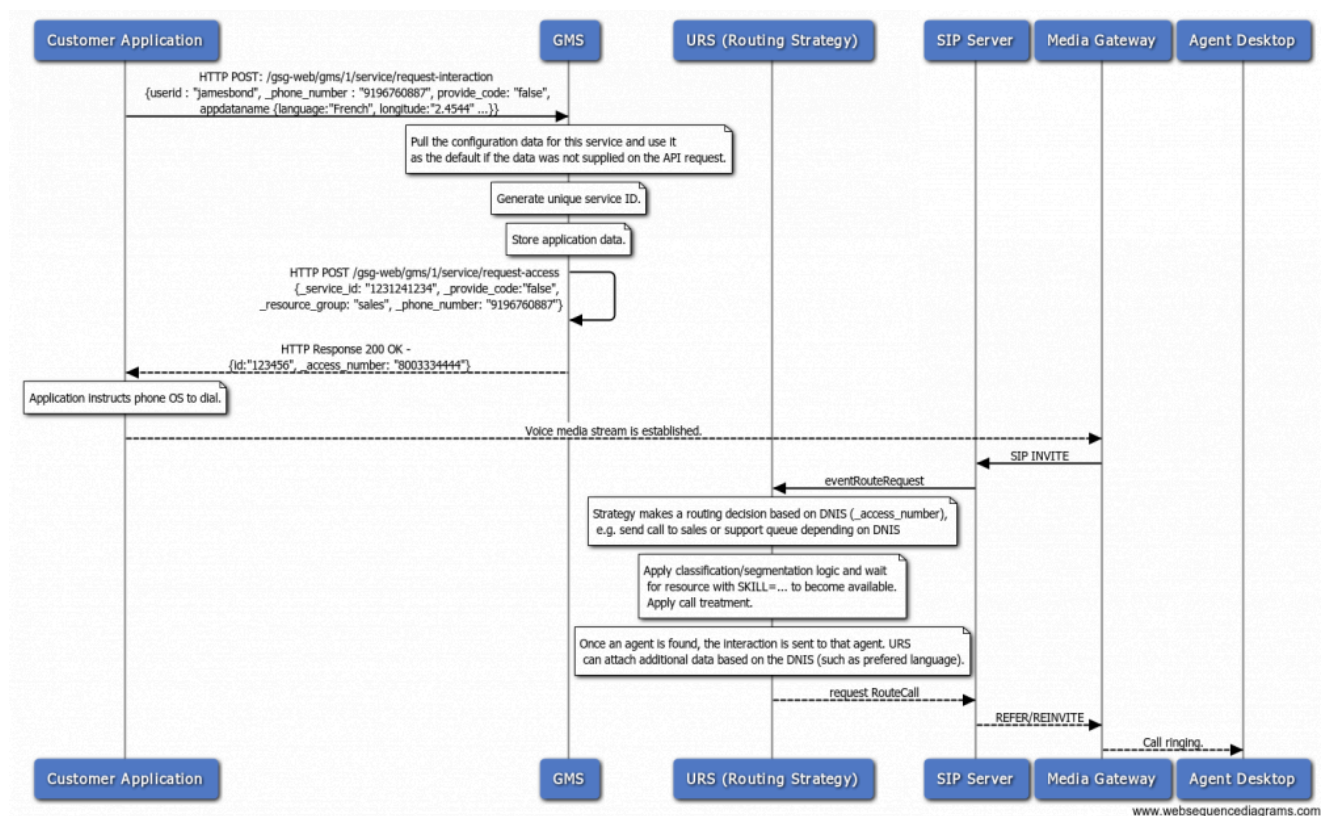 Customer Application
GMS
URS (Routing Strategy)
SIP Server
Media Gateway
Agent Desktop
HTTP POST: /gsg-web/gms/1/service/request-interaction
{userid : "jamesbond", _phone_number : "9196760887", provide_code: "false",
appdataname {language:"French", longitude:"2.4544" ...}}
Pull the configuration data for this service and use it
as the default if the data was not supplied on the API request.
Generate unique service ID.
Store application data.
HTTP POST /gsg-web/gms/1/service/request-access
{_service_id: "1231241234", _provide_code:"false",
_resource_group: "sales", _phone_number: "9196760887"}
HTTP Response 200 OK -
{id:"123456", _access_number: "8003334444"}
Application instructs phone OS to dial.
Voice media stream is established.
SIP INVITE
eventRouteRequest
Strategy makes a routing decision based on DNIS (_access_number),
e.g. send call to sales or support queue depending on DNIS
Apply classification/segmentation logic and wait
for resource with SKILL=... to become available.
Apply call treatment.
Once an agent is found, the interaction is sent to that agent. URS
can attach additional data based on the DNIS (such as prefered language).
request RouteCall
REFER/REINVITE
Call ringing.
Customer Application
GMS
URS (Routing Strategy)
SIP Server
Media Gateway
Agent Desktop
www.websequencediagrams.com